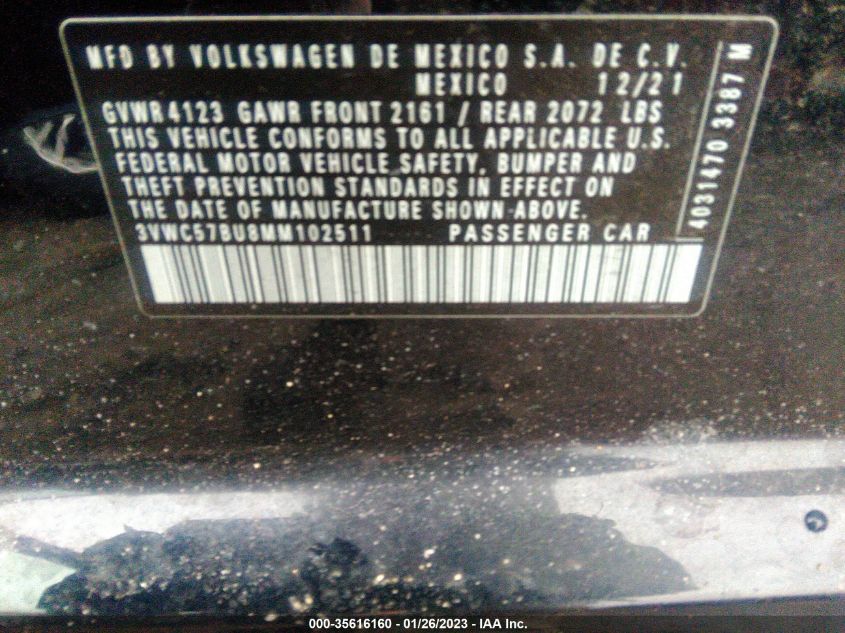 MFD BY VOLKSWAGEN DE MEXICO S.A. DE C.V.
MEXICO 12/21
GVWR 4123 GAWR FRONT 2161 / REAR 2072 LBS
THIS VEHICLE CONFORMS TO ALL APPLICABLE U.S.
FEDERAL MOTOR VEHICLE SAFETY, BUMPER AND
THEFT PREVENTION STANDARDS IN EFFECT ON
THE DATE OF MANUFACTURE SHOWN ABOVE.
3VWC57BU8MM102511 PASSENGER CAR
4031470 3387 M
000-35616160 - 01/26/2023 - IAA Inc.